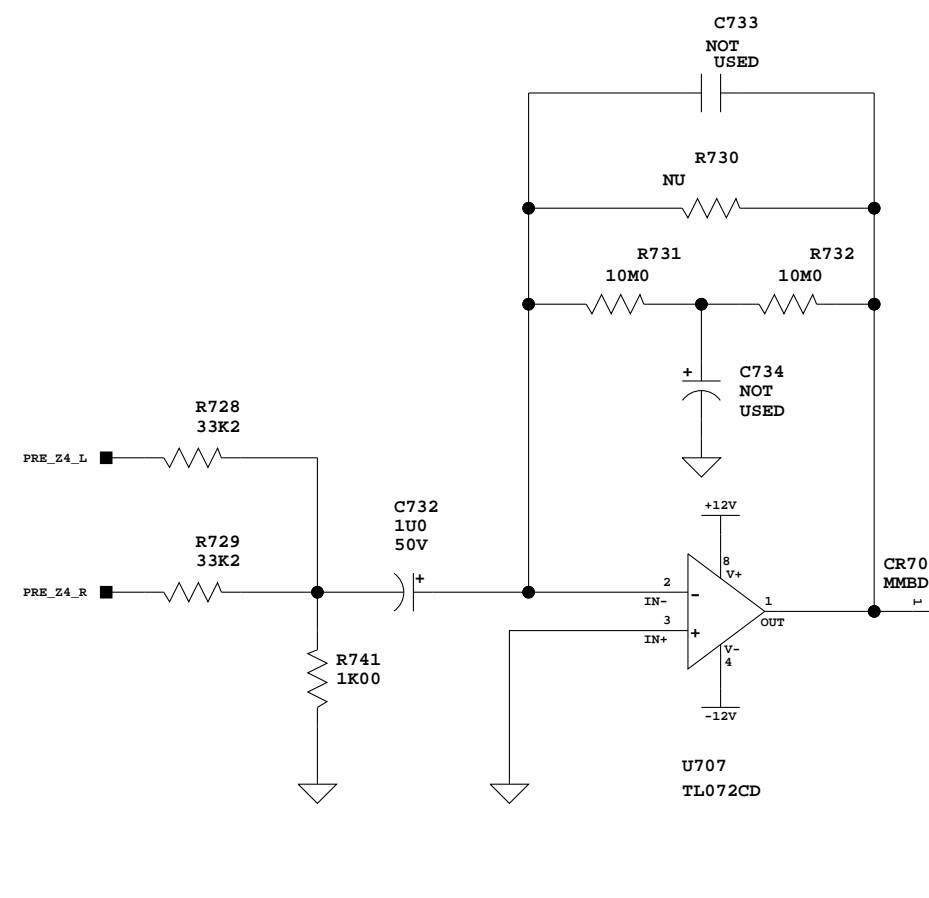 C733
NOT
USED
R730
NU
R731
10M0
R732
10M0
+
C734
NOT
USED
R728
33K2
PRE_Z4_L
C732
1U0
50V
+
R729
33K2
PRE_Z4_R
R741
1K00
+12V
8
V+
2
IN-
-
3
IN+
+
1
OUT
V-
4
-12V
CR70
MMBD
1
U707
TL072CD